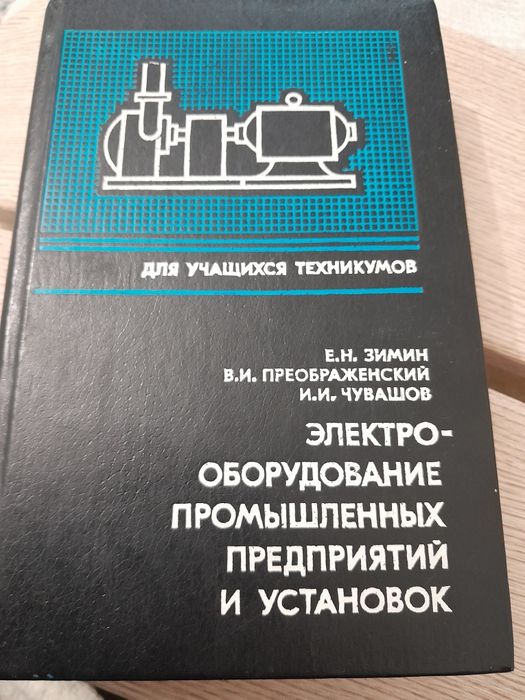 ДЛЯ УЧАЩИХСЯ ТЕХНИКУМОВ
Е.Н. ЗИМИН
В.И. ПРЕОБРАЖЕНСКИЙ
И.И. ЧУВАШОВ
ЭЛЕКТРО-
ОБОРУДОВАНИЕ
ПРОМЫШЛЕННЫХ
ПРЕДПРИЯТИЙ
И УСТАНОВОК